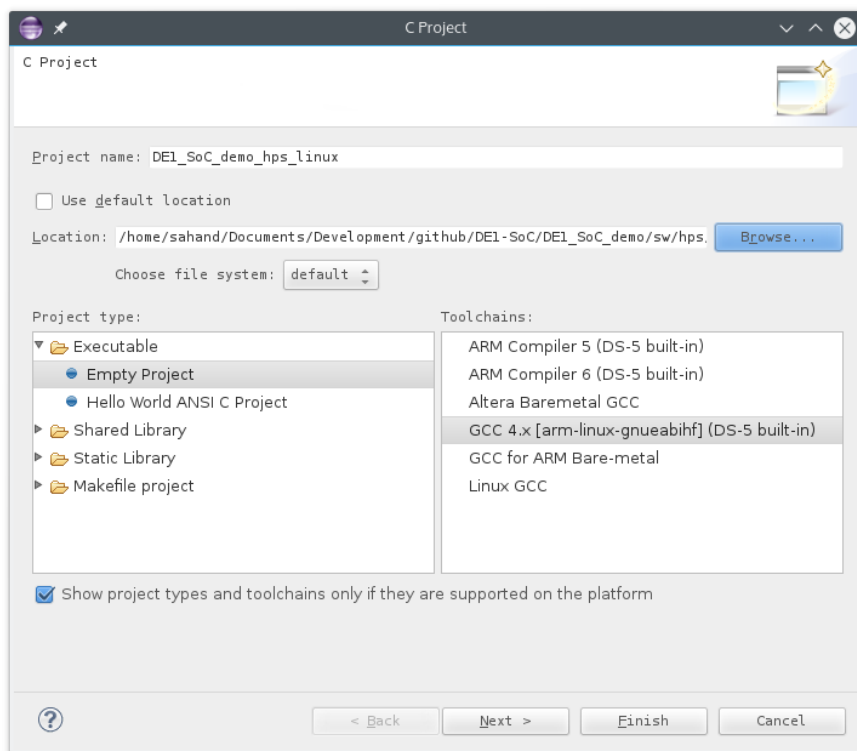 C Project
C Project
Project name: DE1_SoC_demo_hps_linux
Use default location
Location: /home/sahand/Documents/Development/github/DE1-SoC/DE1_SoC_demo/sw/hps. Browse...
Choose file system: default
Project type: Toolchains:
Executable ARM Compiler 5 (DS-5 built-in)
Empty Project ARM Compiler 6 (DS-5 built-in)
Hello World ANSI C Project Altera Baremetal GCC
Shared Library GCC 4.x [arm-linux-gnueabihf] (DS-5 built-in)
Static Library GCC for ARM Bare-metal
Makefile project Linux GCC
Show project types and toolchains only if they are supported on the platform
? < Back Next > Finish Cancel